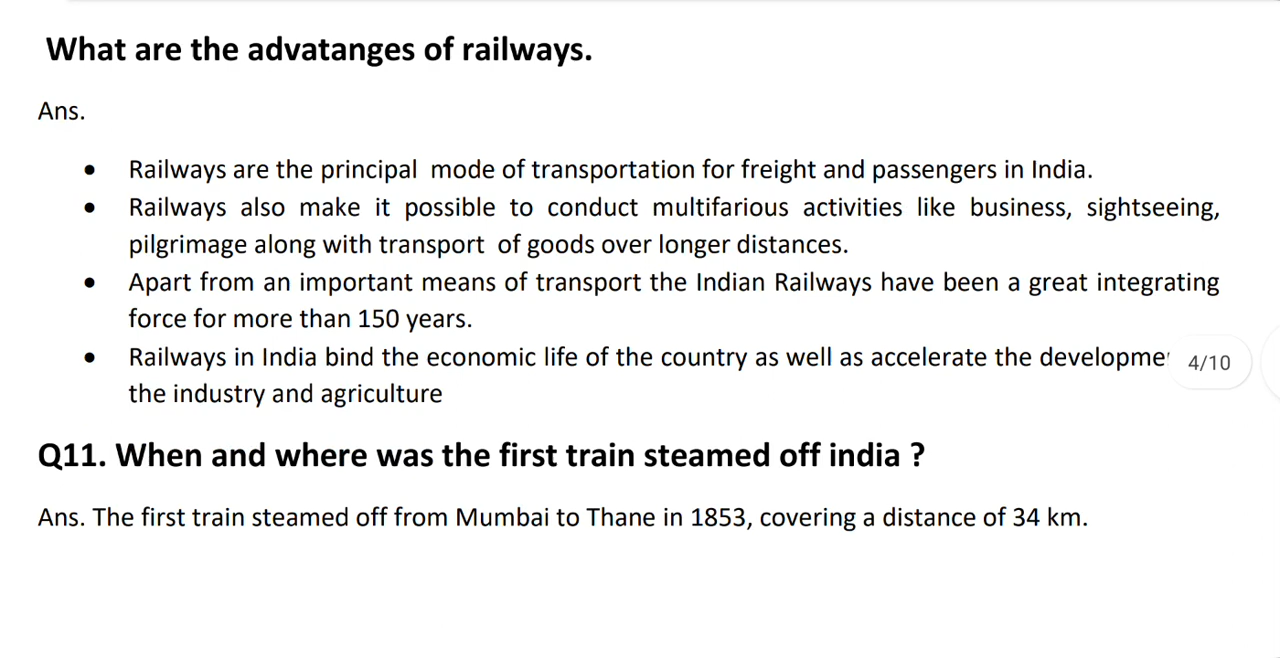 What are the advatanges of railways.
Ans.
• Railways are the principal mode of transportation for freight and passengers in India.
• Railways also make it possible to conduct multifarious activities like business, sightseeing,
pilgrimage along with transport of goods over longer distances.
• Apart from an important means of transport the Indian Railways have been a great integrating
force for more than 150 years.
• Railways in India bind the economic life of the country as well as accelerate the 4/10
the industry and agriculture
Q11. When and where was the first train steamed off india ?
Ans. The first train steamed off from Mumbai to Thane in 1853, covering a distance of 34 km.